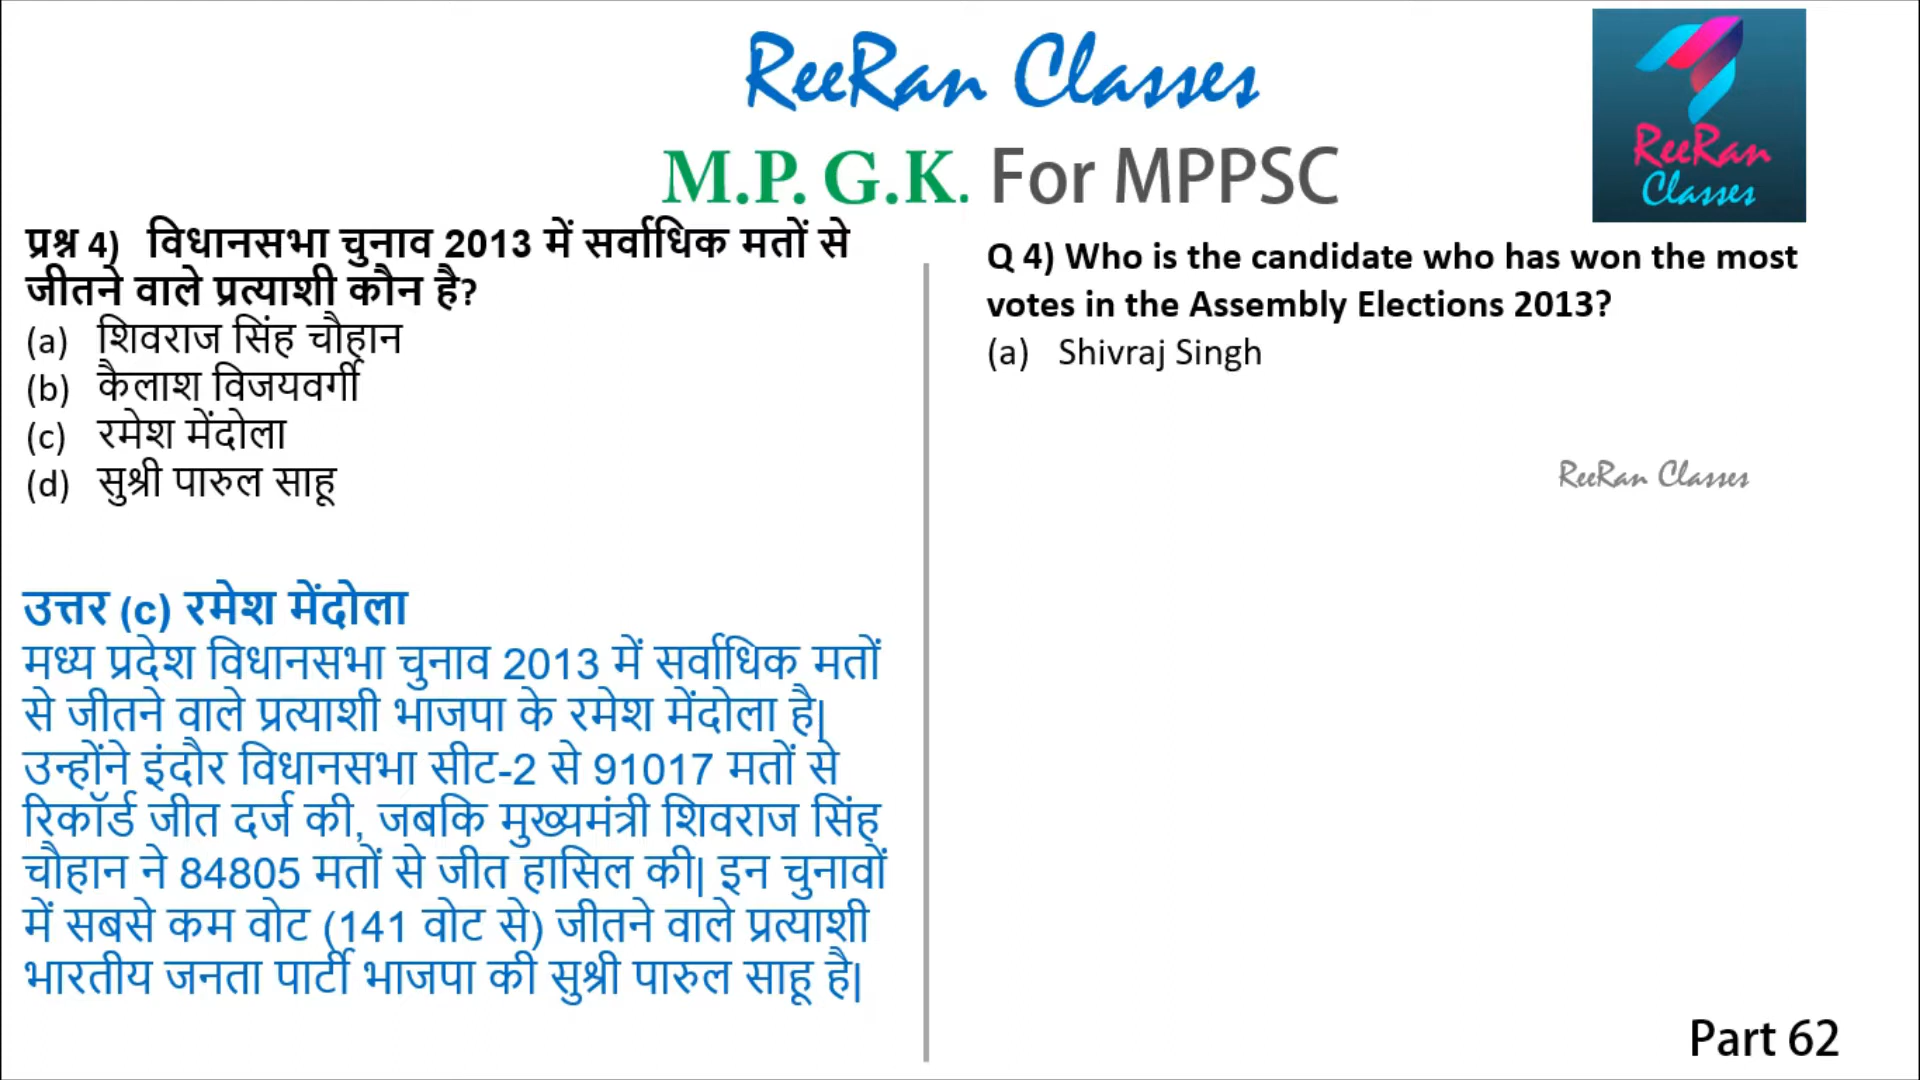 ReeRan Classes
M.P. G.K. For MPPSC
ReeRan
Classes
प्रश्न 4) विधानसभा चुनाव 2013 में सर्वाधिक मतों से
जीतने वाले प्रत्याशी कौन है?
(a) शिवराज सिंह चौहान
(b) कैलाश विजयवर्गी
(c) रमेश मेंदोला
(d) सुश्री पारुल साहू
उत्तर (c) रमेश मेंदोला
मध्य प्रदेश विधानसभा चुनाव 2013 में सर्वाधिक मतों
से जीतने वाले प्रत्याशी भाजपा के रमेश मेंदोला है|
उन्होंने इंदौर विधानसभा सीट-2 से 91017 मतों से
रिकॉर्ड जीत दर्ज की, जबकि मुख्यमंत्री शिवराज सिंह
चौहान ने 84805 मतों से जीत हासिल की| इन चुनावों
में सबसे कम वोट (141 वोट से) जीतने वाले प्रत्याशी
भारतीय जनता पार्टी भाजपा की सुश्री पारुल साहू है|
Q 4) Who is the candidate who has won the most
votes in the Assembly Elections 2013?
(a) Shivraj Singh
ReeRan Classes
Part 62